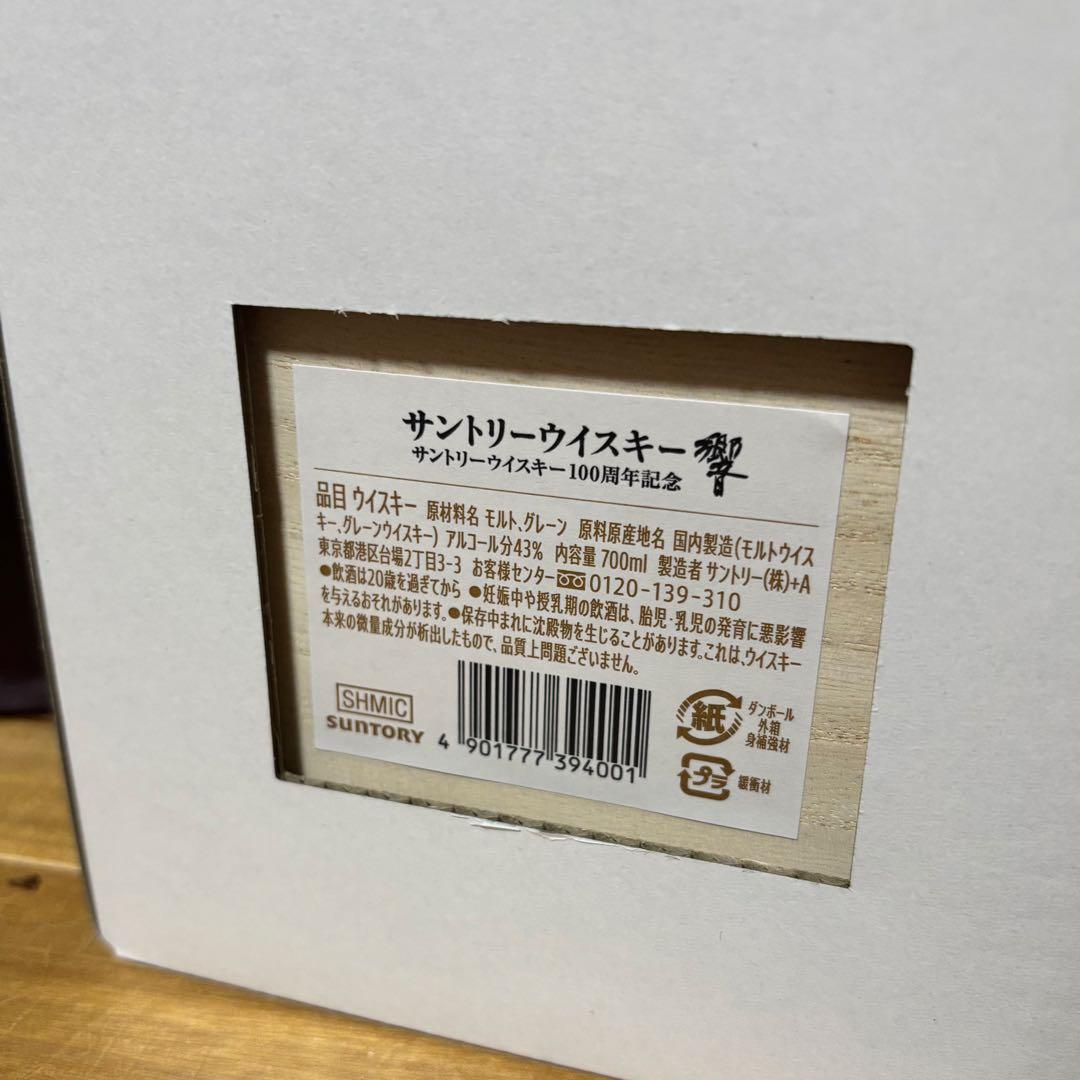 サントリーウイスキー 響
サントリーウイスキー100周年記念
品目 ウイスキー 原材料名 モルト、グレーン 原料原産地名 国内製造(モルトウイス
キー、グレーンウイスキー) アルコール分43% 内容量 700ml 製造者 サントリー(株)+A
東京都港区台場2丁目3-3 お客様センター 0120-139-310
●飲酒は20歳を過ぎてから ●妊娠中や授乳期の飲酒は、胎児・乳児の発育に悪影響
を与えるおそれがあります。●保存中まれに沈殿物を生じることがあります。これは、ウイスキー
本来の微量成分が析出したもので、品質上問題ございません。
SHMIC
SUNTORY
4 901777 394001
紙
ダンボール
外箱
身補強材
プラ
緩衝材